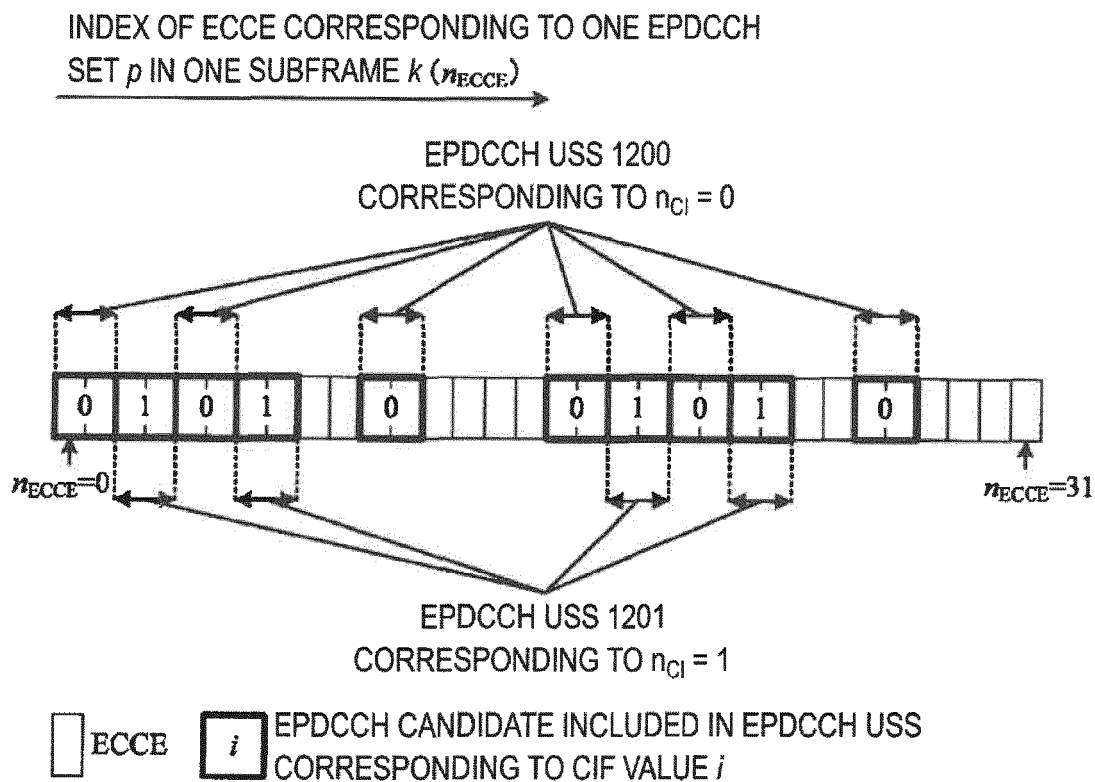 INDEX OF ECCE CORRESPONDING TO ONE EPDCCH
SET p IN ONE SUBFRAME k (nECCE)
EPDCCH USS 1200
CORRESPONDING TO nCI = 0
0 1 0 1 0 0 1 0 1 0
nECCE=0
nECCE=31
EPDCCH USS 1201
CORRESPONDING TO nCI = 1
ECCE
i
EPDCCH CANDIDATE INCLUDED IN EPDCCH USS
CORRESPONDING TO CIF VALUE i